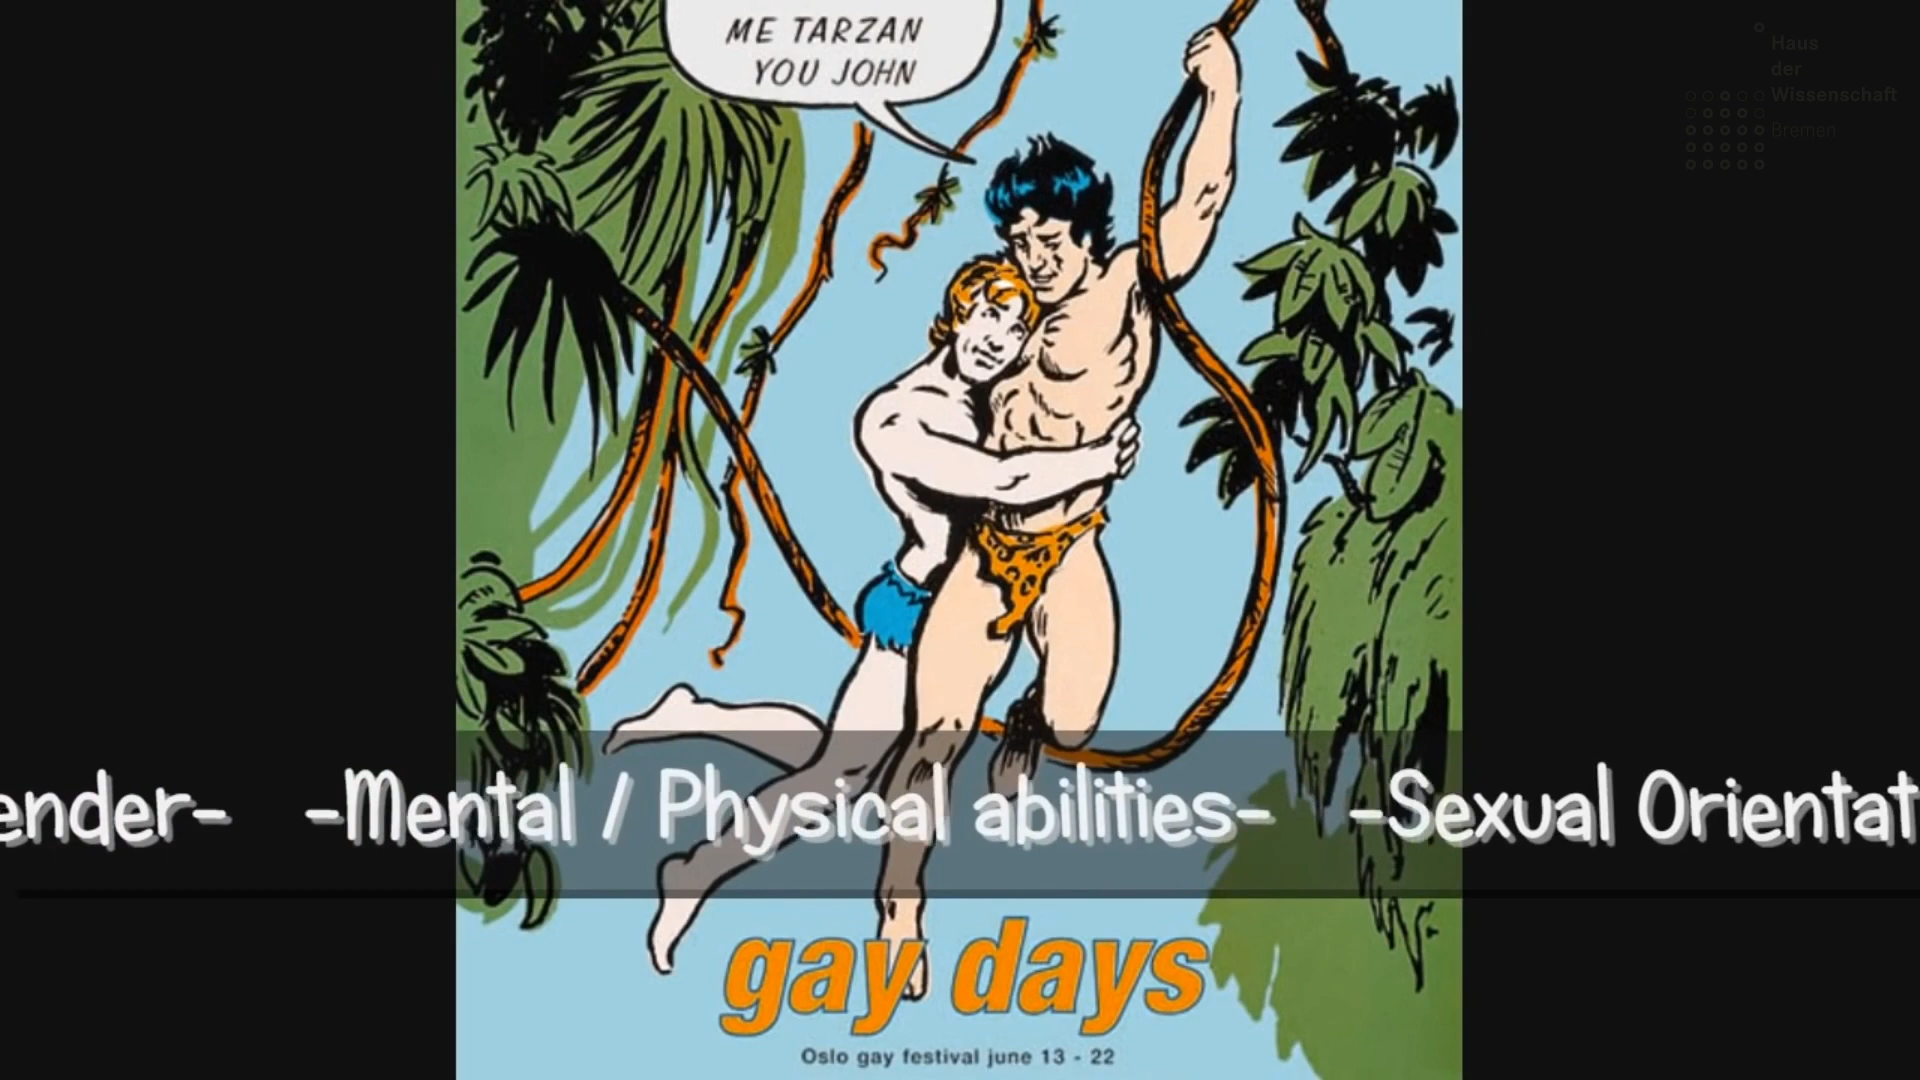 ME TARZAN
YOU JOHN
Haus
der
Wissenschaft
Bremen
ender- -Mental / Physical abilities- -Sexual Orientat
gay days
Oslo gay festival june 13 - 22